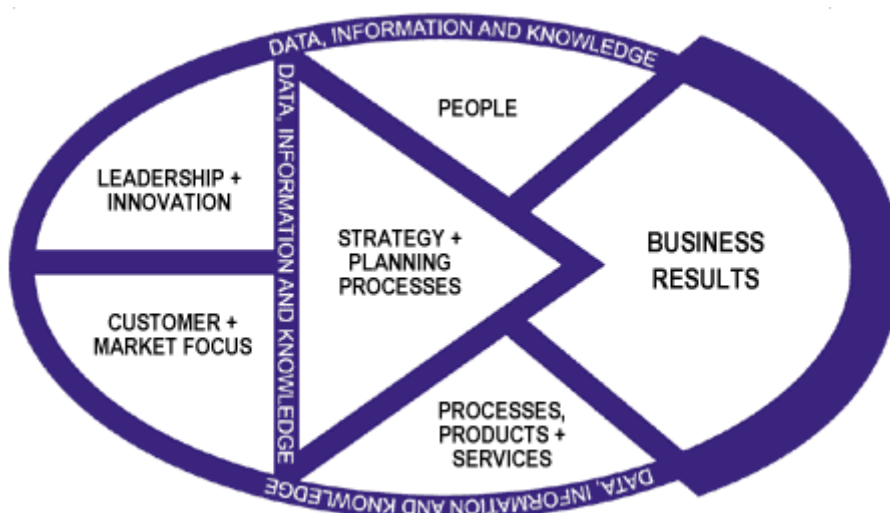 DATA, INFORMATION AND KNOWLEDGE
DATA, INFORMATION AND KNOWLEDGE
PEOPLE
LEADERSHIP +
INNOVATION
STRATEGY +
PLANNING
PROCESSES
BUSINESS
RESULTS
CUSTOMER +
MARKET FOCUS
PROCESSES,
PRODUCTS +
SERVICES
DATA, INFORMATION AND KNOWLEDGE